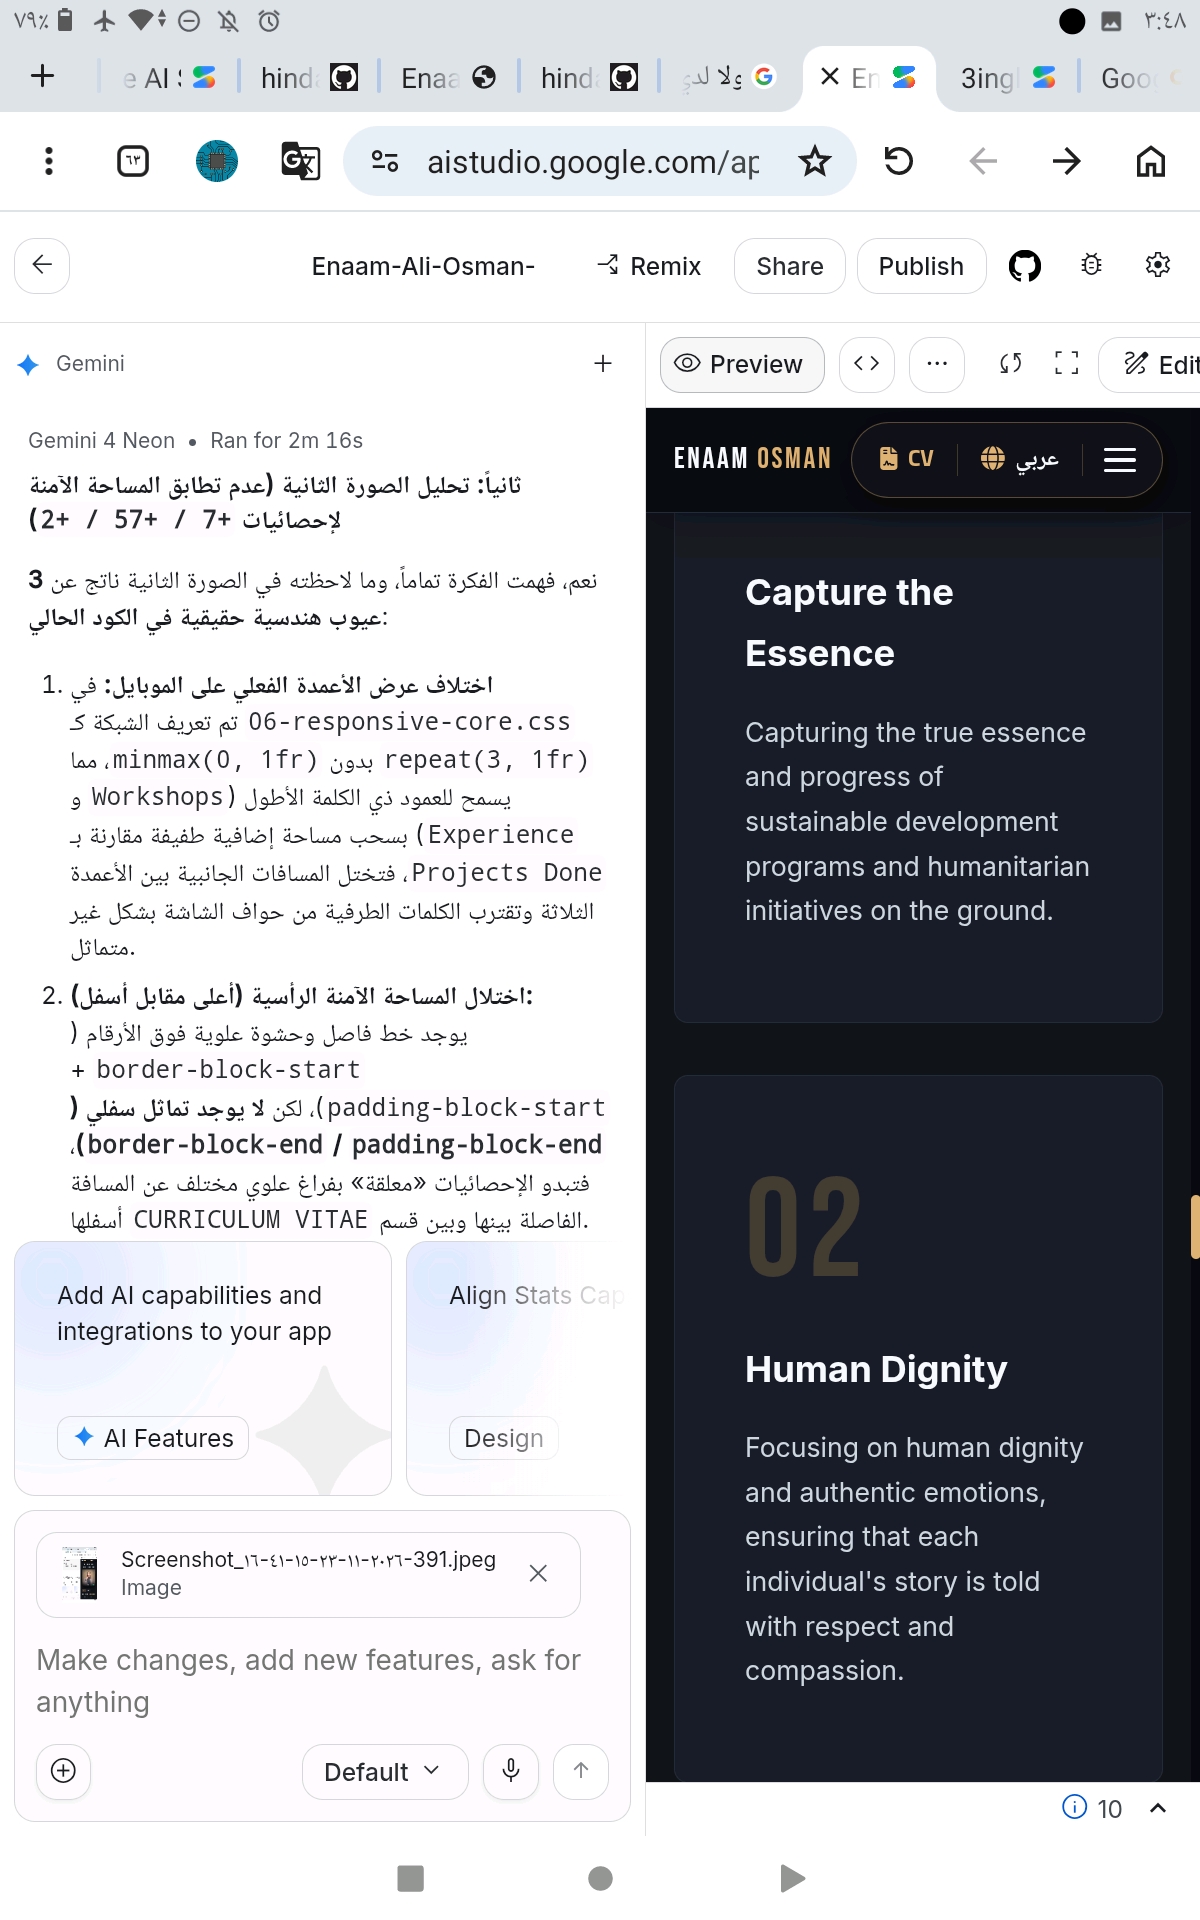 ٧٩٪
٣:٤٨
e AI
hind
Enaa
hind
ولا لدي
En
3ing
Goo
٦٣
aistudio.google.com/ap
Enaam-Ali-Osman-
Remix
Share
Publish
Gemini
Preview
Edit
Gemini 4 Neon • Ran for 2m 16s
ثانياً: تحليل الصورة الثانية (عدم تطابق المساحة الآمنة
لإحصائيات +7 / +57 / +2)
نعم، فهمت الفكرة تماماً، وما لاحظته في الصورة الثانية ناتج عن 3
عيوب هندسية حقيقية في الكود الحالي:
1. اختلاف عرض الأعمدة الفعلي على الموبايل: في
06-responsive-core.css تم تعريف الشبكة كـ
repeat(3, 1fr) بدون minmax(0, 1fr)، مما
يسمح للعمود ذي الكلمة الأطول (Workshops و
Experience) بسحب مساحة إضافية طفيفة مقارنة بـ
Projects Done، فتختل المسافات الجانبية بين الأعمدة
الثلاثة وتقترب الكلمات الطرفية من حواف الشاشة بشكل غير
متماثل.
2. اختلال المساحة الآمنة الرأسية (أعلى مقابل أسفل):
يوجد خط فاصل وحشوة علوية فوق الأرقام (
border-block-start +
padding-block-start)، لكن لا يوجد تماثل سفلي (
border-block-end / padding-block-end)،
فتبدو الإحصائيات «معلقة» بفراغ علوي مختلف عن المسافة
الفاصلة بينها وبين قسم CURRICULUM VITAE أسفلها.
Add AI capabilities and
integrations to your app
AI Features
Align Stats Cap
Design
Screenshot_٢٠٢٦-١١-٢٣-١٥-٤١-١٦-391.jpeg
Image
Make changes, add new features, ask for
anything
Default
ENAAM OSMAN
CV
عربي
Capture the
Essence
Capturing the true essence
and progress of
sustainable development
programs and humanitarian
initiatives on the ground.
02
Human Dignity
Focusing on human dignity
and authentic emotions,
ensuring that each
individual's story is told
with respect and
compassion.
10